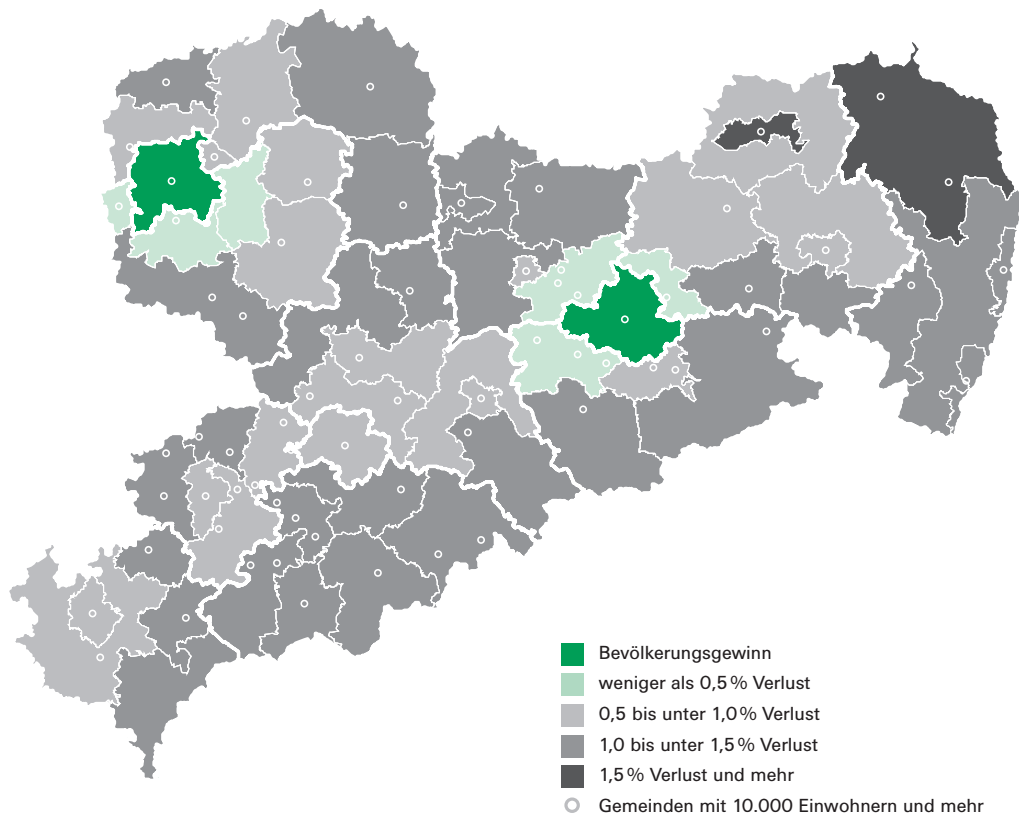 Bevölkerungsgewinn
weniger als 0,5 % Verlust
0,5 bis unter 1,0 % Verlust
1,0 bis unter 1,5 % Verlust
1,5 % Verlust und mehr
Gemeinden mit 10.000 Einwohnern und mehr